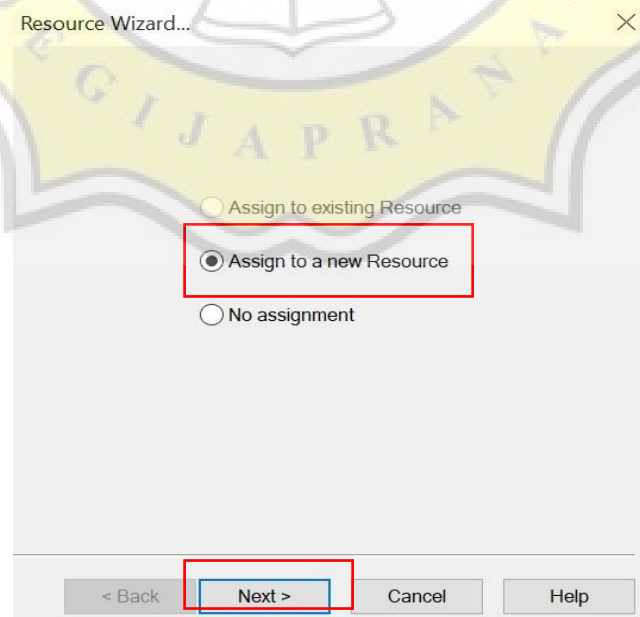 Resource Wizard...
E GIJAPRANA
Assign to existing Resource
Assign to a new Resource
No assignment
< Back Next > Cancel Help